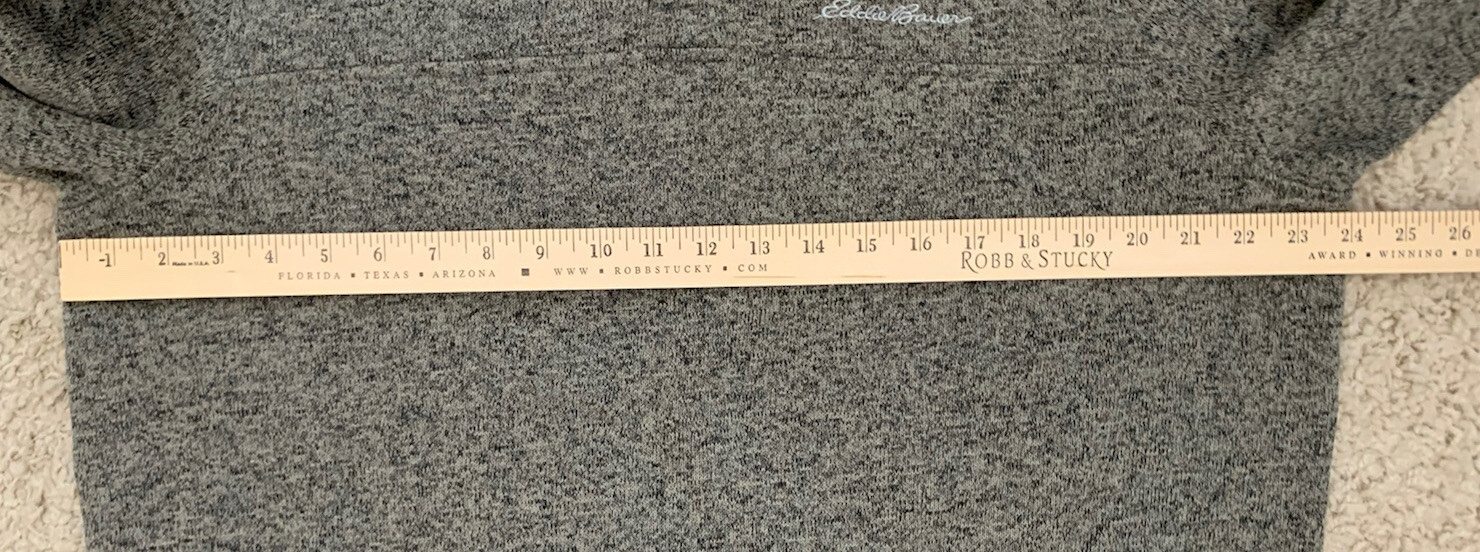 Eddie Bauer
1 2 Made in U.S.A. 3 4 5 6 7 8 9 10 11 12 13 14 15 16 17 18 19 20 21 22 23 24 25 26
FLORIDA ▪ TEXAS ▪ ARIZONA ■ WWW ▪ ROBBSTUCKY ▪ COM ROBB & STUCKY AWARD ▪ WINNING ▪